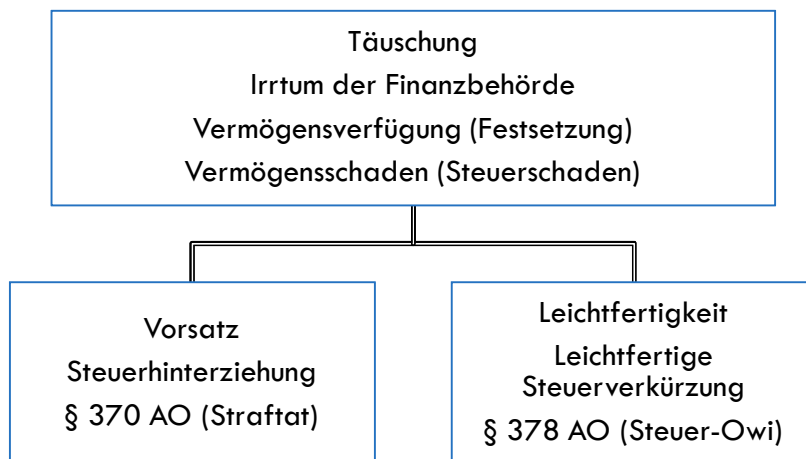 Täuschung
Irrtum der Finanzbehörde
Vermögensverfügung (Festsetzung)
Vermögensschaden (Steuerschaden)
Vorsatz
Steuerhinterziehung
§ 370 AO (Straftat)
Leichtfertigkeit
Leichtfertige
Steuerverkürzung
§ 378 AO (Steuer-Owi)